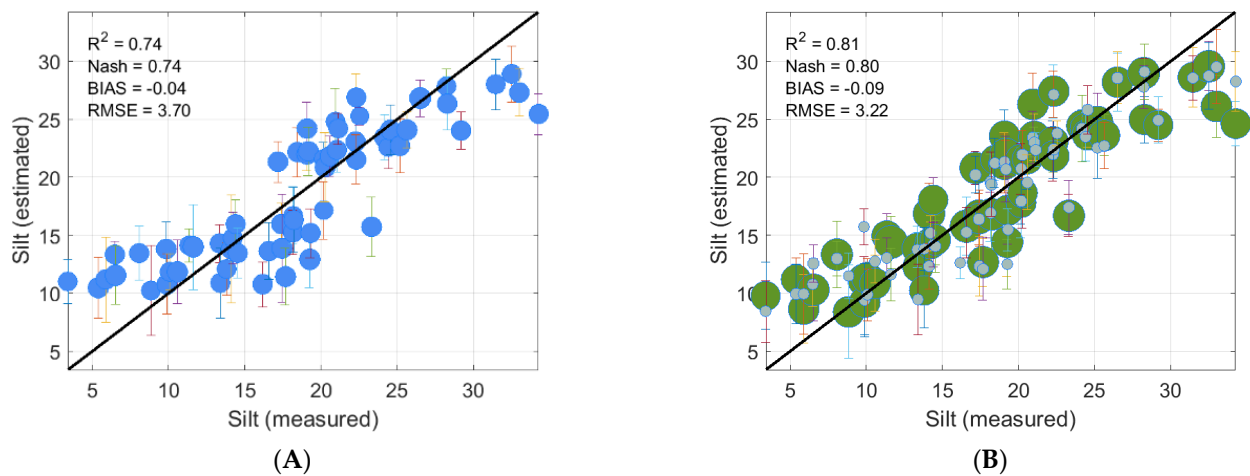 R² = 0.74
Nash = 0.74
BIAS = -0.04
RMSE = 3.70
30
25
20
15
10
5
Silt (estimated)
5 10 15 20 25 30
Silt (measured)
(A)
R² = 0.81
Nash = 0.80
BIAS = -0.09
RMSE = 3.22
30
25
20
15
10
5
Silt (estimated)
5 10 15 20 25 30
Silt (measured)
(B)